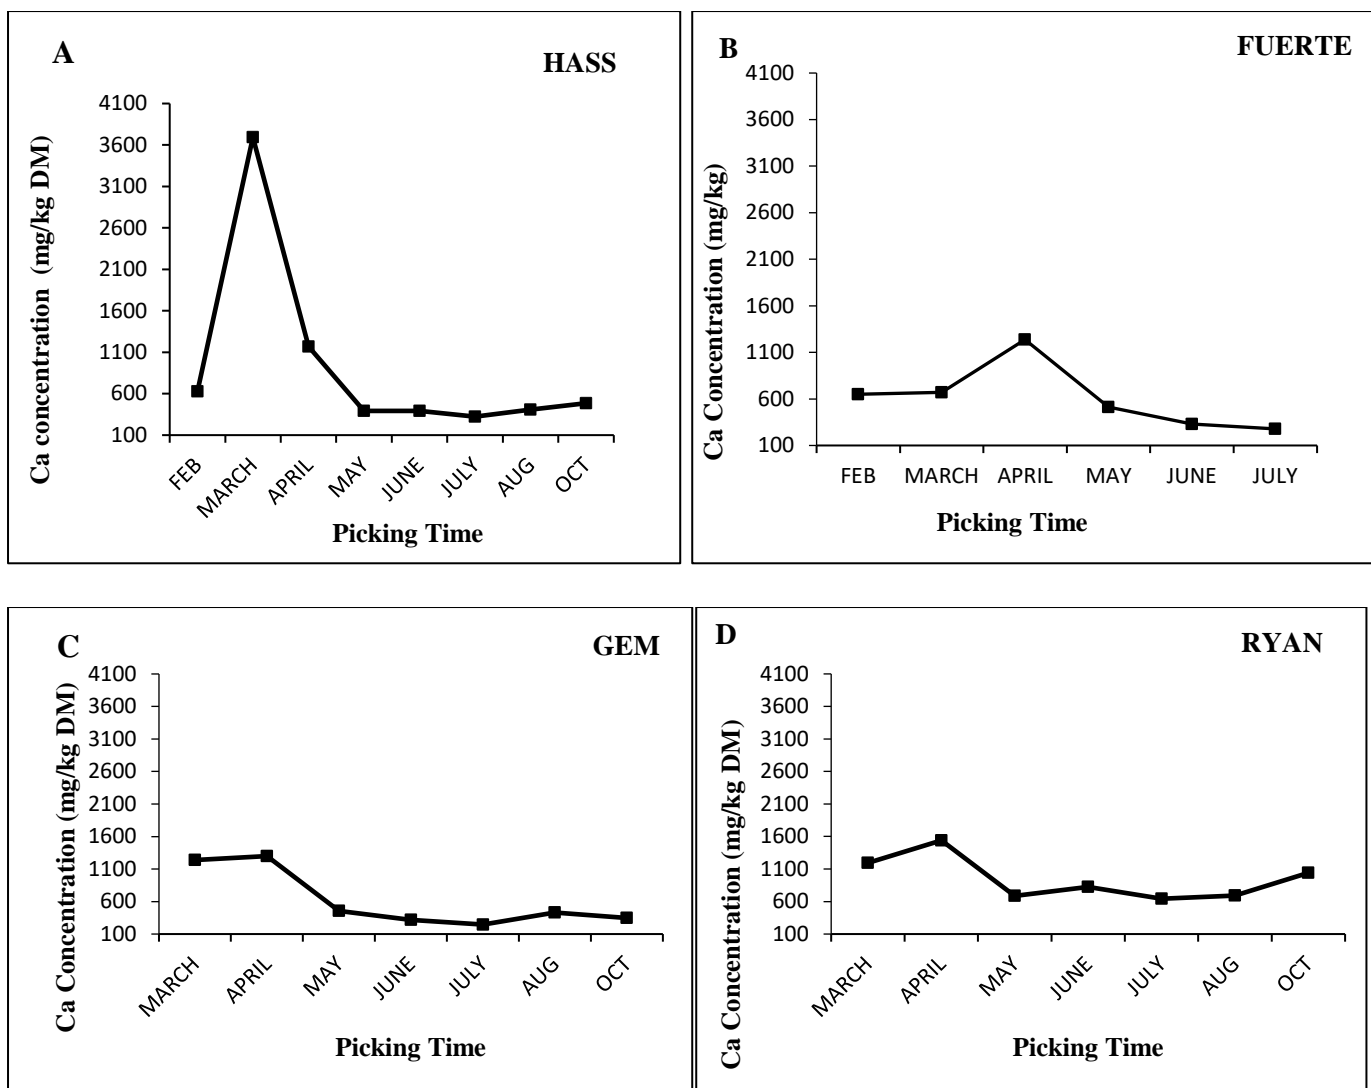 A
HASS
Ca concentration (mg/kg DM)
4100
3600
3100
2600
2100
1600
1100
600
100
FEB
MARCH
APRIL
MAY
JUNE
JULY
AUG
OCT
Picking Time
B
FUERTE
Ca Concentration (mg/kg)
4100
3600
3100
2600
2100
1600
1100
600
100
FEB
MARCH
APRIL
MAY
JUNE
JULY
Picking Time
C
GEM
Ca Concentration (mg/kg DM)
4100
3600
3100
2600
2100
1600
1100
600
100
MARCH
APRIL
MAY
JUNE
JULY
AUG
OCT
Picking Time
D
RYAN
Ca Concentration (mg/kg DM)
4100
3600
3100
2600
2100
1600
1100
600
100
MARCH
APRIL
MAY
JUNE
JULY
AUG
OCT
Picking Time